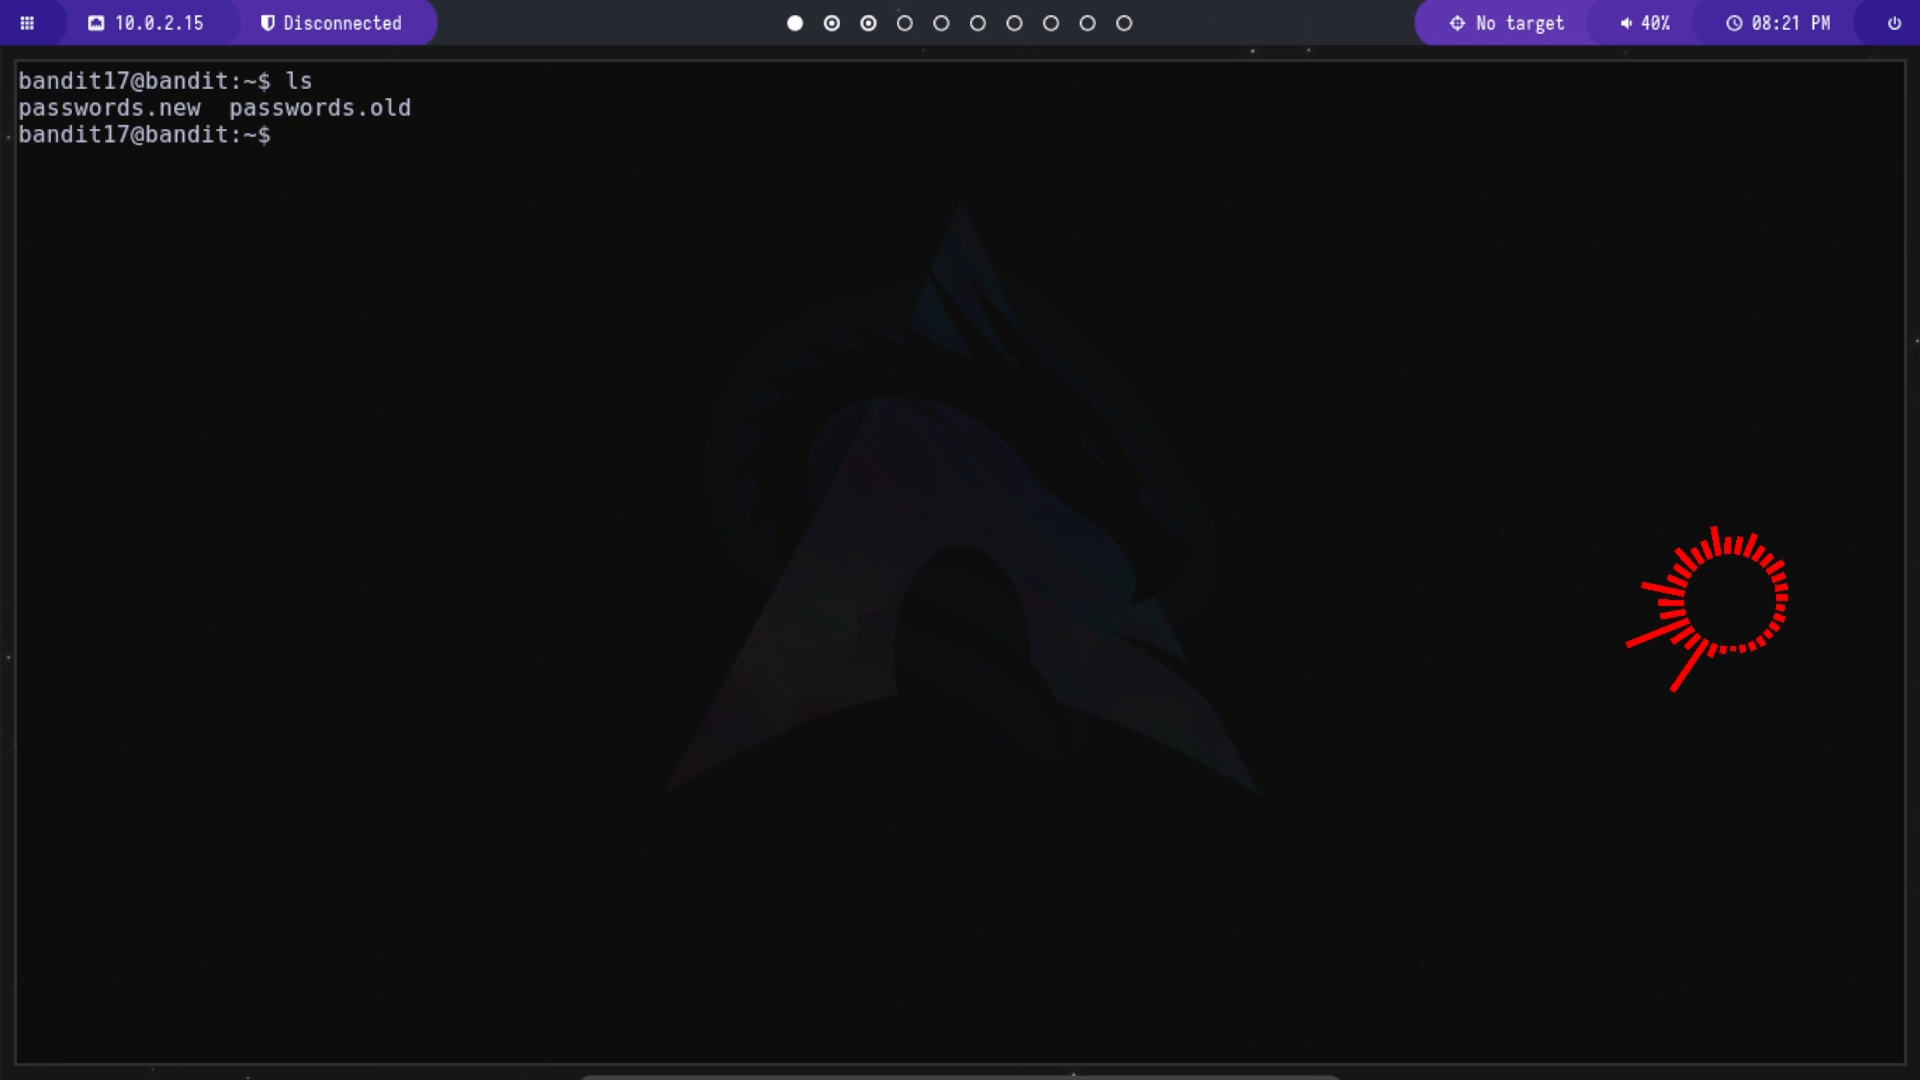 10.0.2.15 Disconnected No target 40% 08:21 PM
bandit17@bandit:~$ ls
passwords.new  passwords.old
bandit17@bandit:~$